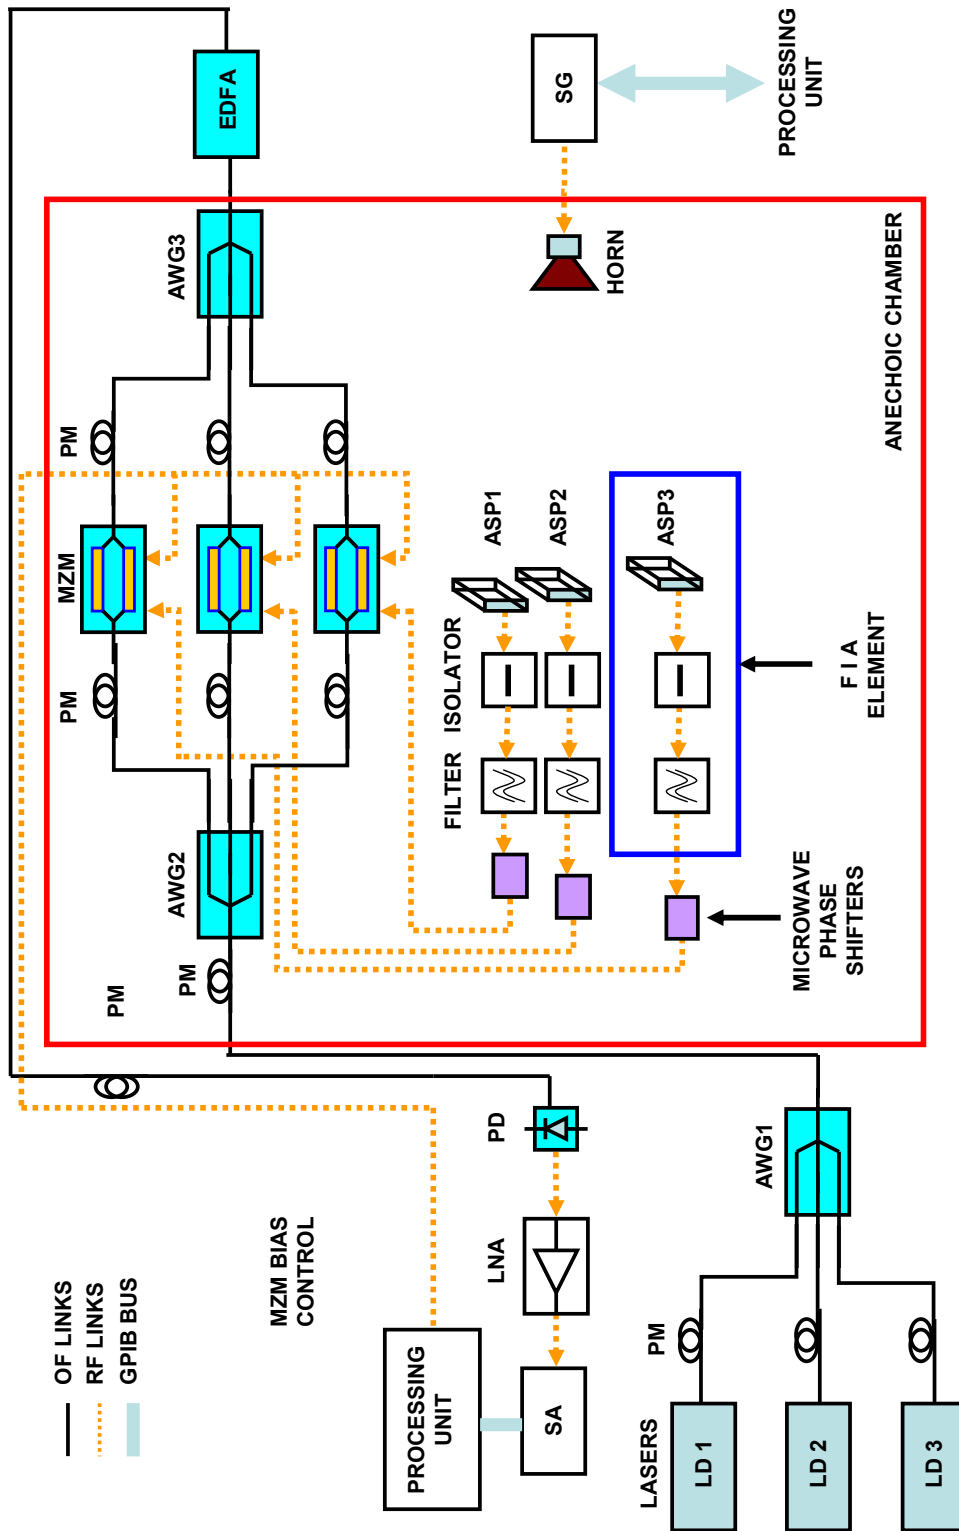 OF LINKS
RF LINKS
GPIB BUS
MZM BIAS
CONTROL
PROCESSING
UNIT
SA
LNA
PD
LASERS
LD 1
LD 2
LD 3
PM
AWG1
PM
PM
AWG2
PM
MZM
PM
AWG3
EDFA
FILTER
ISOLATOR
ASP1
ASP2
ASP3
MICROWAVE
PHASE
SHIFTERS
F I A
ELEMENT
HORN
SG
PROCESSING
UNIT
ANECHOIC CHAMBER